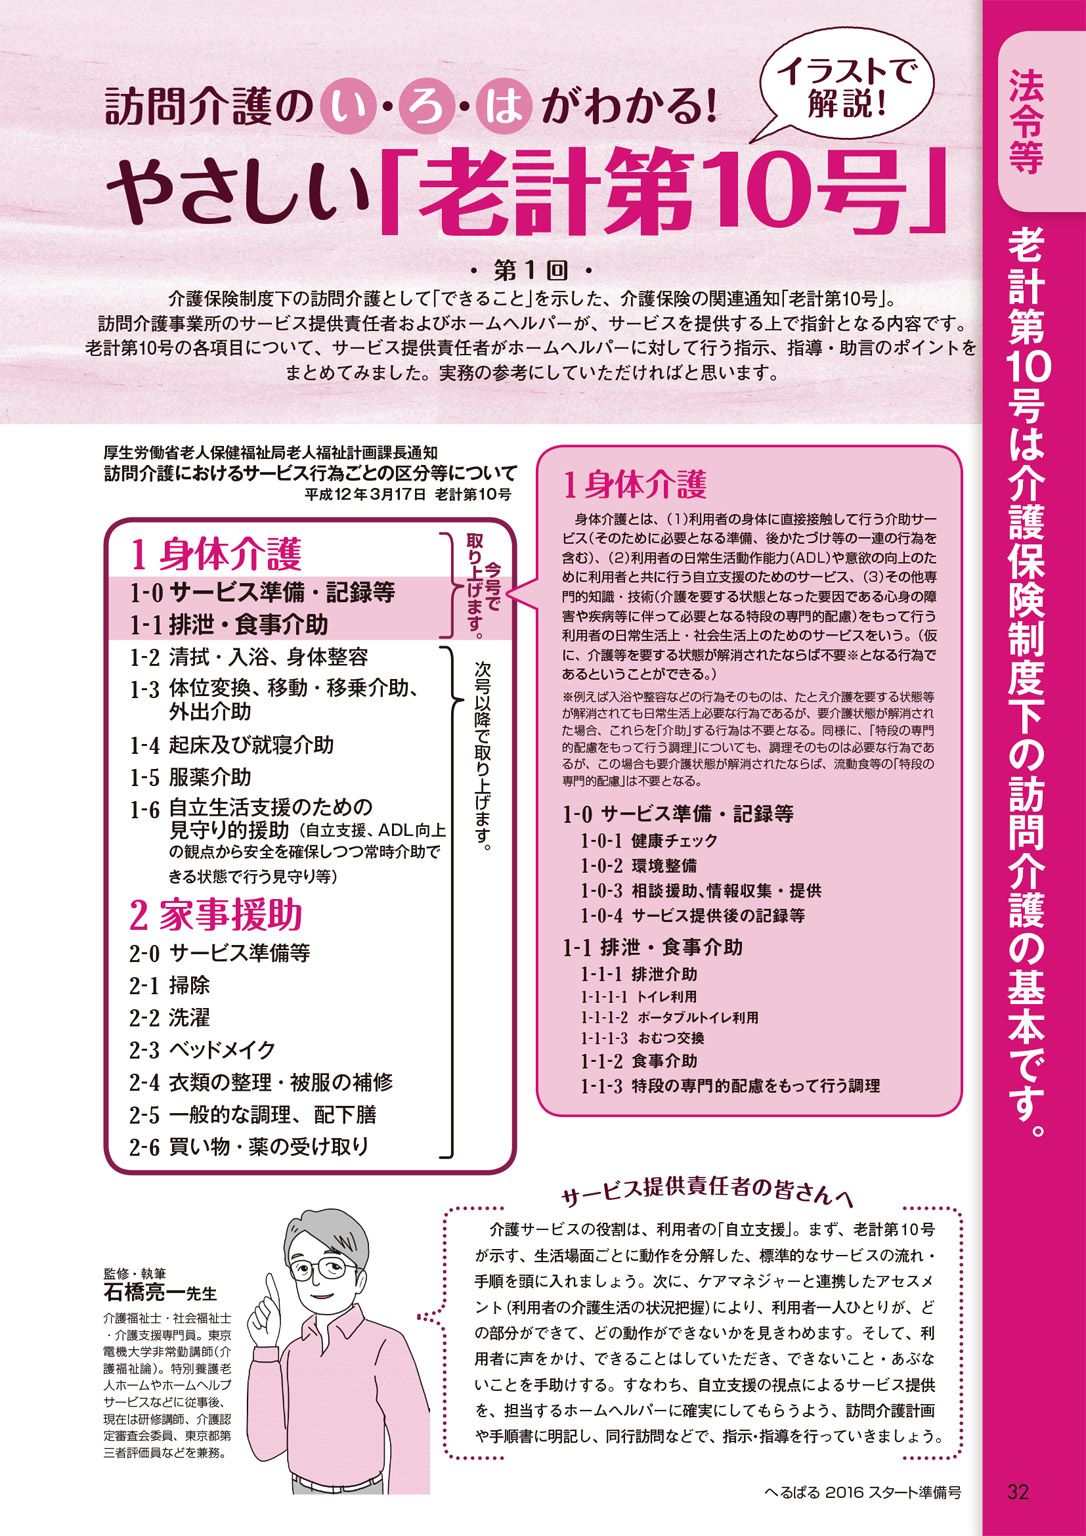 訪問介護のい・ろ・はがわかる!
イラストで
解説!
やさしい「老計第10号」
・第1回・
介護保険制度下の訪問介護として「できること」を示した、介護保険の関連通知「老計第10号」。
訪問介護事業所のサービス提供責任者およびホームヘルパーが、サービスを提供する上で指針となる内容です。
老計第10号の各項目について、サービス提供責任者がホームヘルパーに対して行う指示、指導・助言のポイントを
まとめてみました。実務の参考にしていただければと思います。
法令等
老計第10号は介護保険制度下の訪問介護の基本です。
厚生労働省老人保健福祉局老人福祉計画課長通知
訪問介護におけるサービス行為ごとの区分等について
平成12年3月17日 老計第10号
1 身体介護
1-0 サービス準備・記録等
1-1 排泄・食事介助
今号で
取り上げます。
1-2 清拭・入浴、身体整容
1-3 体位変換、移動・移乗介助、
外出介助
1-4 起床及び就寝介助
1-5 服薬介助
1-6 自立生活支援のための
見守り的援助(自立支援、ADL向上
の観点から安全を確保しつつ常時介助で
きる状態で行う見守り等)
2 家事援助
2-0 サービス準備等
2-1 掃除
2-2 洗濯
2-3 ベッドメイク
2-4 衣類の整理・被服の補修
2-5 一般的な調理、配下膳
2-6 買い物・薬の受け取り
次号以降で取り上げます。
1 身体介護
身体介護とは、(1)利用者の身体に直接接触して行う介助サー
ビス(そのために必要となる準備、後かたづけ等の一連の行為を
含む)、(2)利用者の日常生活動作能力(ADL)や意欲の向上のた
めに利用者と共に行う自立支援のためのサービス、(3)その他専
門的知識・技術(介護を要する状態となった要因である心身の障
害や疾病等に伴って必要となる特段の専門的配慮)をもって行う
利用者の日常生活上・社会生活上のためのサービスをいう。(仮
に、介護等を要する状態が解消されたならば不要※となる行為で
あるということができる。)
※例えば入浴や整容などの行為そのものは、たとえ介護を要する状態等
が解消されても日常生活上必要な行為であるが、要介護状態が解消され
た場合、これらを「介助」する行為は不要となる。同様に、「特段の専門
的配慮をもって行う調理」についても、調理そのものは必要な行為であ
るが、この場合も要介護状態が解消されたならば、流動食等の「特段の
専門的配慮」は不要となる。
1-0 サービス準備・記録等
1-0-1 健康チェック
1-0-2 環境整備
1-0-3 相談援助、情報収集・提供
1-0-4 サービス提供後の記録等
1-1 排泄・食事介助
1-1-1 排泄介助
1-1-1-1 トイレ利用
1-1-1-2 ポータブルトイレ利用
1-1-1-3 おむつ交換
1-1-2 食事介助
1-1-3 特段の専門的配慮をもって行う調理
監修・執筆
石橋亮一先生
介護福祉士・社会福祉士
・介護支援専門員。東京
電機大学非常勤講師(介
護福祉論)。特別養護老
人ホームやホームヘルプ
サービスなどに従事後、
現在は研修講師、介護認
定審査会委員、東京都第
三者評価員などを兼務。
サービス提供責任者の皆さんへ
介護サービスの役割は、利用者の「自立支援」。まず、老計第10号
が示す、生活場面ごとに動作を分解した、標準的なサービスの流れ・
手順を頭に入れましょう。次に、ケアマネジャーと連携したアセスメ
ント(利用者の介護生活の状況把握)により、利用者一人ひとりが、ど
の部分ができて、どの動作ができないかを見きわめます。そして、利
用者に声をかけ、できることはしていただき、できないこと・あぶな
いことを手助けする。すなわち、自立支援の視点によるサービス提供
を、担当するホームヘルパーに確実にしてもらうよう、訪問介護計画
や手順書に明記し、同行訪問などで、指示・指導を行っていきましょう。
へるぱる 2016 スタート準備号
32